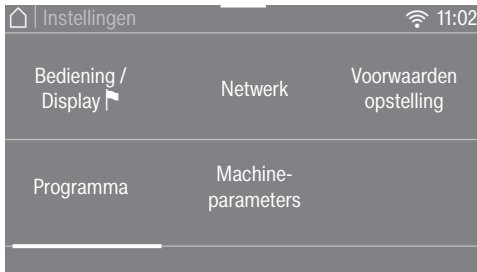 Instellingen
11:02
Bediening /
Display
Netwerk
Voorwaarden
opstelling
Programma
Machine-
parameters